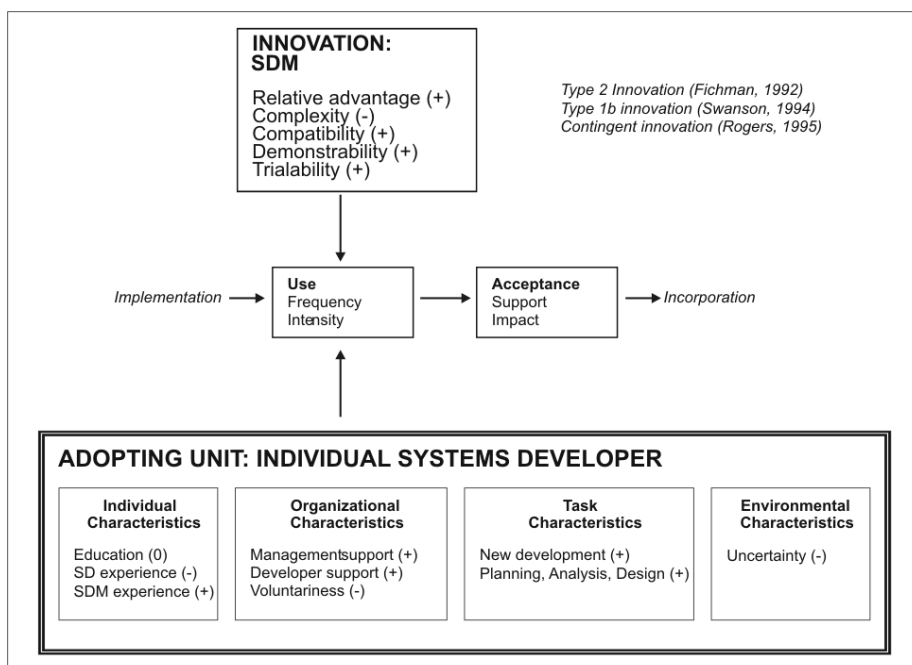 INNOVATION:
SDM
Relative advantage (+)
Complexity (-)
Compatibility (+)
Demonstrability (+)
Trialability (+)
Type 2 Innovation (Fichman, 1992)
Type 1b innovation (Swanson, 1994)
Contingent innovation (Rogers, 1995)
Implementation
Use
Frequency
Intensity
Acceptance
Support
Impact
Incorporation
ADOPTING UNIT: INDIVIDUAL SYSTEMS DEVELOPER
Individual
Characteristics
Education (0)
SD experience (-)
SDM experience (+)
Organizational
Characteristics
Managementsupport (+)
Developer support (+)
Voluntariness (-)
Task
Characteristics
New development (+)
Planning, Analysis, Design (+)
Environmental
Characteristics
Uncertainty (-)